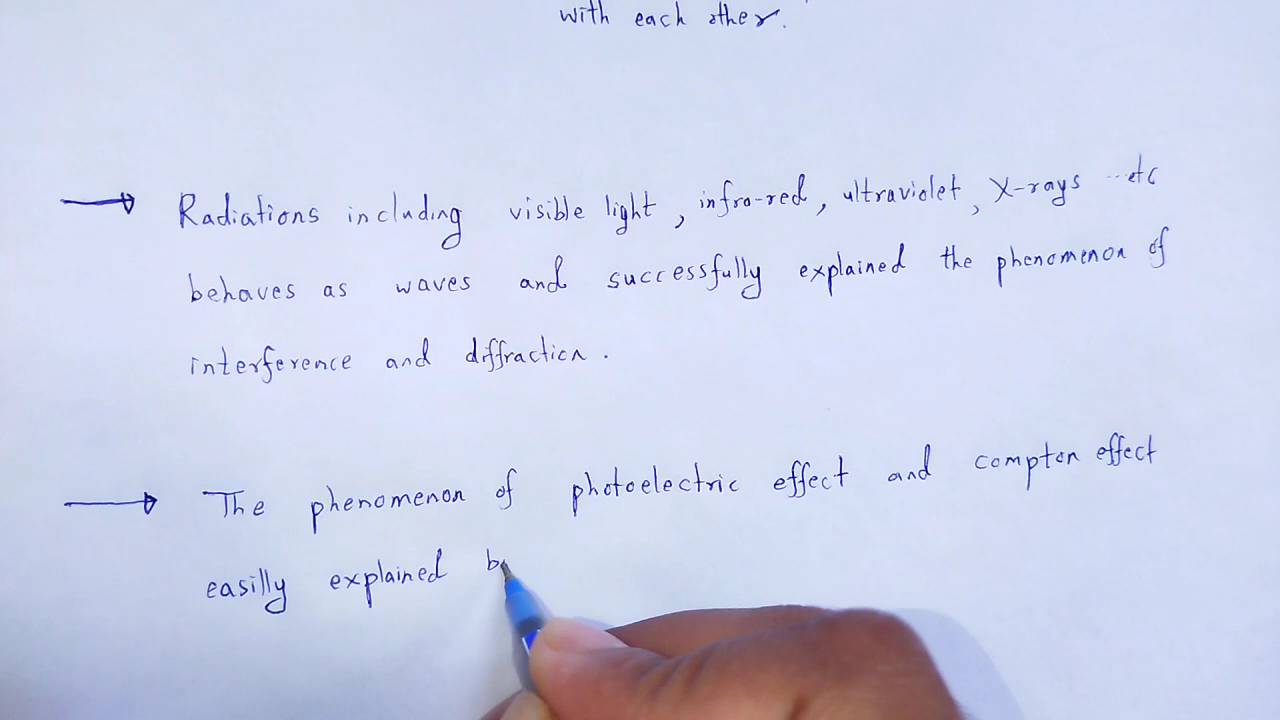 with each other.
Radiations including visible light, infra-red, ultraviolet, X-rays ...etc
behaves as waves and successfully explained the phenomenon of
interference and diffraction.
The phenomenon of photoelectric effect and compton effect
easilly explained b